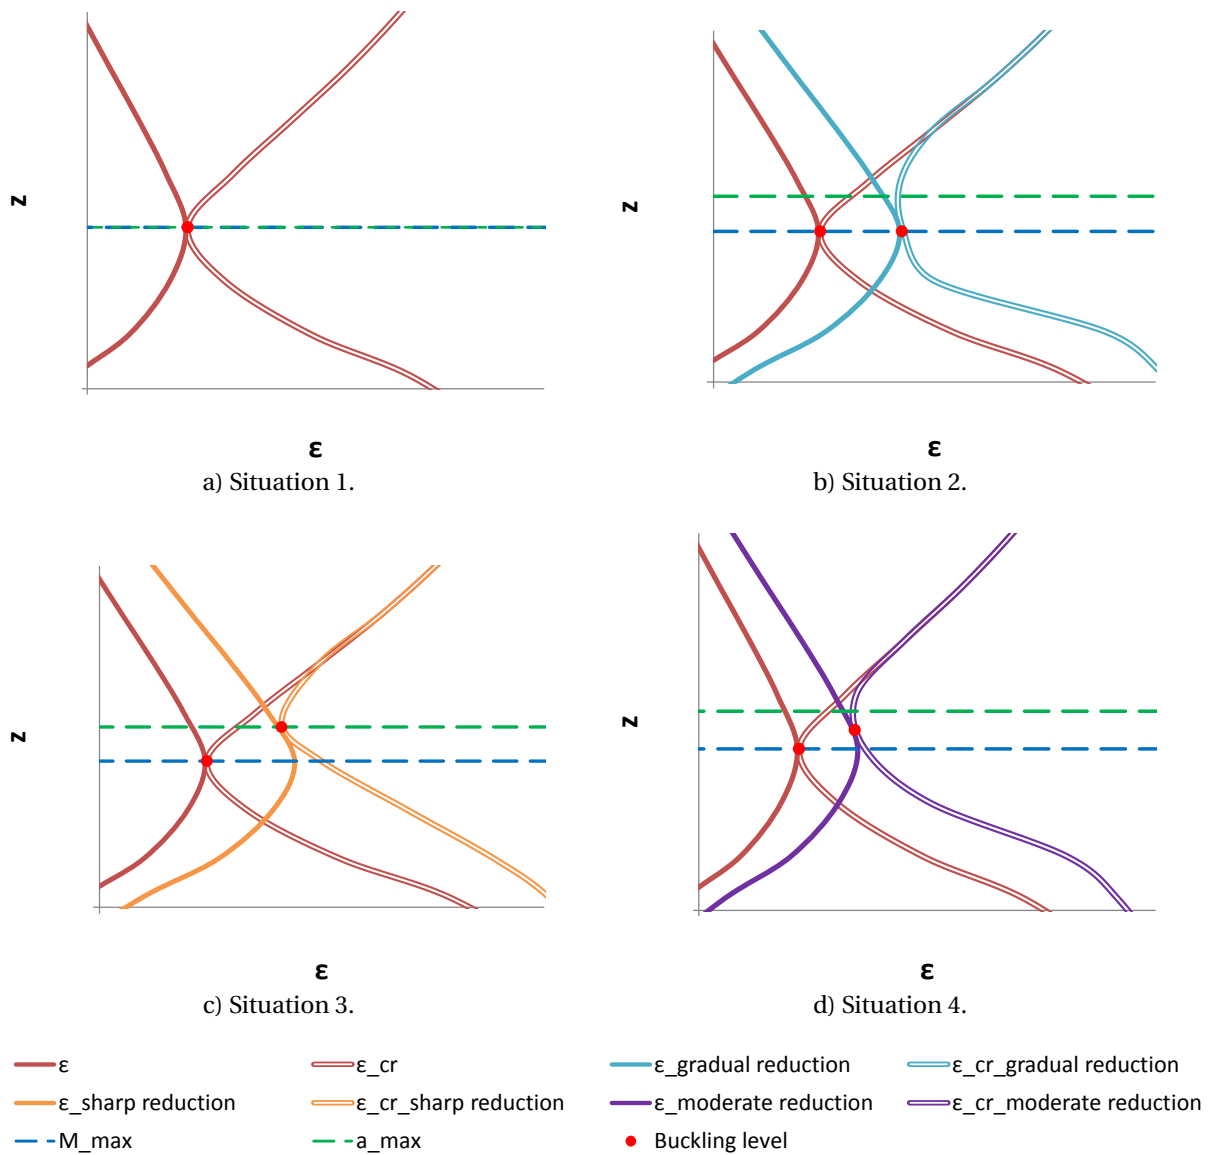 z
ε
a) Situation 1.
z
ε
b) Situation 2.
z
ε
c) Situation 3.
z
ε
d) Situation 4.
ε
ε_cr
ε_gradual reduction
ε_cr_gradual reduction
ε_sharp reduction
ε_cr_sharp reduction
ε_moderate reduction
ε_cr_moderate reduction
M_max
a_max
Buckling level